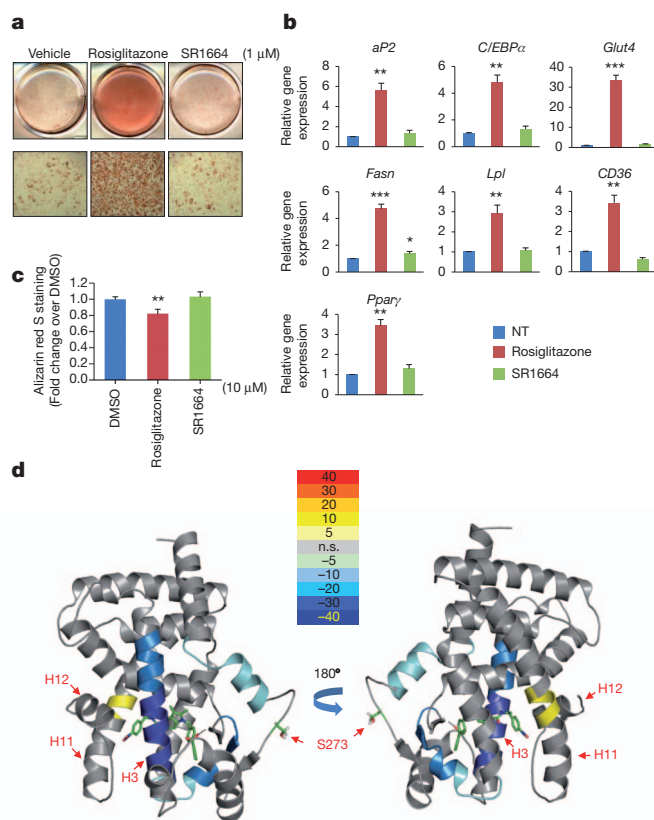 a
Vehicle Rosiglitazone SR1664 (1 μM)
b
aP2
Relative gene expression
8
6
4
2
0
**
C/EBPα
6
4
2
0
**
Glut4
40
30
20
10
0
***
Fasn
Relative gene expression
6
4
2
0
***
*
Lpl
4
3
2
1
0
**
CD36
4
3
2
1
0
**
Pparγ
Relative gene expression
4
3
2
1
0
**
NT
Rosiglitazone
SR1664
c
Alizarin red S staining
(Fold change over DMSO)
1.2
1.0
0.8
0.6
0.4
0.2
0
**
DMSO
Rosiglitazone
SR1664
(10 μM)
d
40
30
20
10
5
n.s.
−5
−10
−20
−30
−40
H12
H11
H3
180°
S273
H12
H3
H11